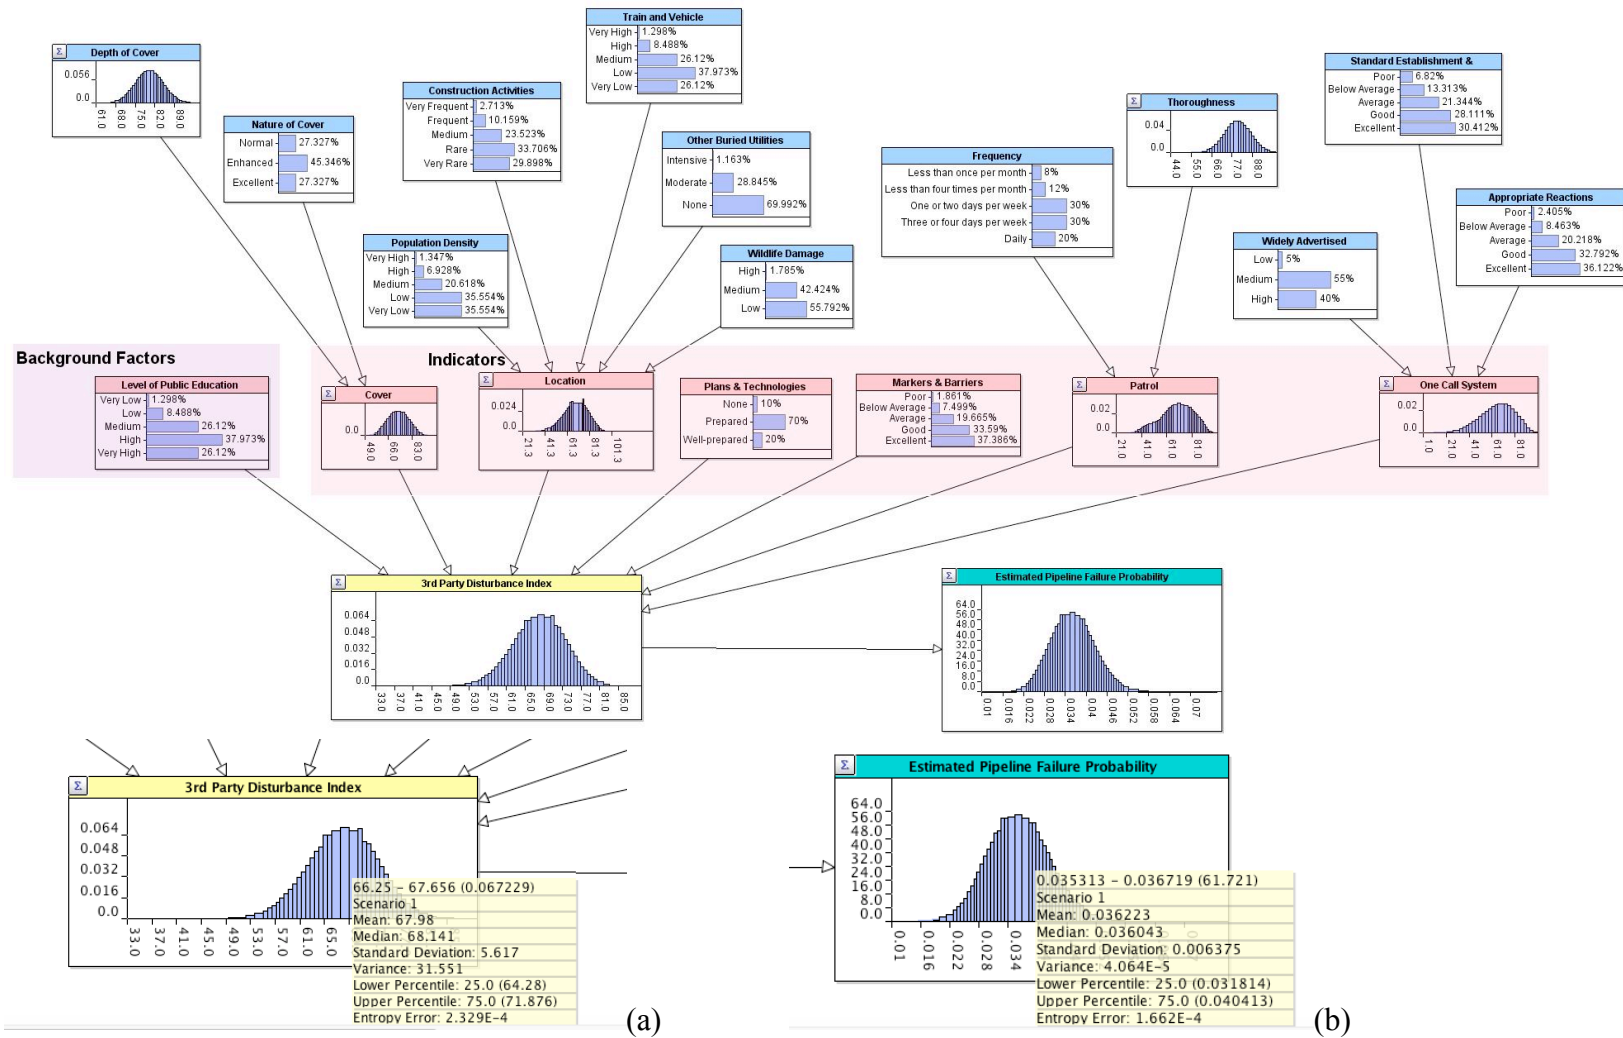 Depth of Cover
0.056
0.0
61.0
68.0
75.0
82.0
89.0
Nature of Cover
Normal 27.327%
Enhanced 45.346%
Excellent 27.327%
Construction Activities
Very Frequent 2.713%
Frequent 10.159%
Medium 23.523%
Rare 33.706%
Very Rare 29.898%
Train and Vehicle
Very High 1.298%
High 8.488%
Medium 26.12%
Low 37.973%
Very Low 26.12%
Other Buried Utilities
Intensive 1.163%
Moderate 28.845%
None 69.992%
Population Density
Very High 1.347%
High 6.928%
Medium 20.618%
Low 35.554%
Very Low 35.554%
Wildlife Damage
High 1.785%
Medium 42.424%
Low 55.792%
Frequency
Less than once per month 8%
Less than four times per month 12%
One or two days per week 30%
Three or four days per week 30%
Daily 20%
Thoroughness
0.04
0.0
44.0
55.0
66.0
77.0
88.0
Standard Establishment &
Poor 6.82%
Below Average 13.313%
Average 21.344%
Good 28.111%
Excellent 30.412%
Widely Advertised
Low 5%
Medium 55%
High 40%
Appropriate Reactions
Poor 2.405%
Below Average 8.463%
Average 20.218%
Good 32.792%
Excellent 36.122%
Background Factors
Level of Public Education
Very Low 1.298%
Low 8.488%
Medium 26.12%
High 37.973%
Very High 26.12%
Indicators
Cover
0.0
49.0
66.0
83.0
Location
0.024
0.0
21.3
41.3
61.3
81.3
101.3
Plans & Technologies
None 10%
Prepared 70%
Well-prepared 20%
Markers & Barriers
Poor 1.861%
Below Average 7.499%
Average 19.665%
Good 33.59%
Excellent 37.386%
Patrol
0.02
0.0
21.0
41.0
61.0
81.0
One Call System
0.02
0.0
1.0
21.0
41.0
61.0
81.0
3rd Party Disturbance Index
0.064
0.048
0.032
0.016
0.0
33.0
37.0
41.0
45.0
49.0
53.0
57.0
61.0
65.0
69.0
73.0
77.0
81.0
85.0
Estimated Pipeline Failure Probability
64.0
56.0
48.0
40.0
32.0
24.0
16.0
8.0
0.0
0.01
0.016
0.022
0.028
0.034
0.04
0.046
0.052
0.058
0.064
0.07
3rd Party Disturbance Index
0.064
0.048
0.032
0.016
0.0
33.0
37.0
41.0
45.0
49.0
53.0
57.0
61.0
65.0
66.25 – 67.656 (0.067229)
Scenario 1
Mean: 67.98
Median: 68.141
Standard Deviation: 5.617
Variance: 31.551
Lower Percentile: 25.0 (64.28)
Upper Percentile: 75.0 (71.876)
Entropy Error: 2.329E-4
(a)
Estimated Pipeline Failure Probability
64.0
56.0
48.0
40.0
32.0
24.0
16.0
8.0
0.0
0.01
0.016
0.022
0.028
0.034
0.035313 – 0.036719 (61.721)
Scenario 1
Mean: 0.036223
Median: 0.036043
Standard Deviation: 0.006375
Variance: 4.064E-5
Lower Percentile: 25.0 (0.031814)
Upper Percentile: 75.0 (0.040413)
Entropy Error: 1.662E-4
(b)